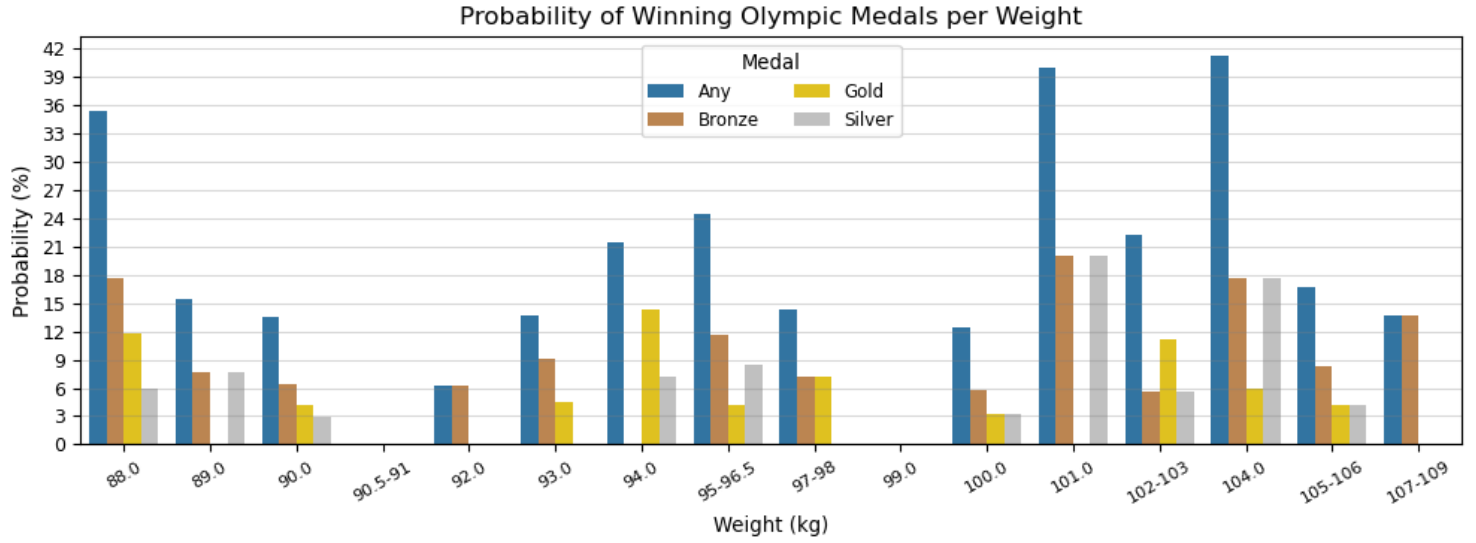 Probability of Winning Olympic Medals per Weight
Medal
Any Gold
Bronze Silver
Probability (%)
42
39
36
33
30
27
24
21
18
15
12
9
6
3
0
88.0 89.0 90.0 90.5-91 92.0 93.0 94.0 95-96.5 97-98 99.0 100.0 101.0 102-103 104.0 105-106 107-109
Weight (kg)